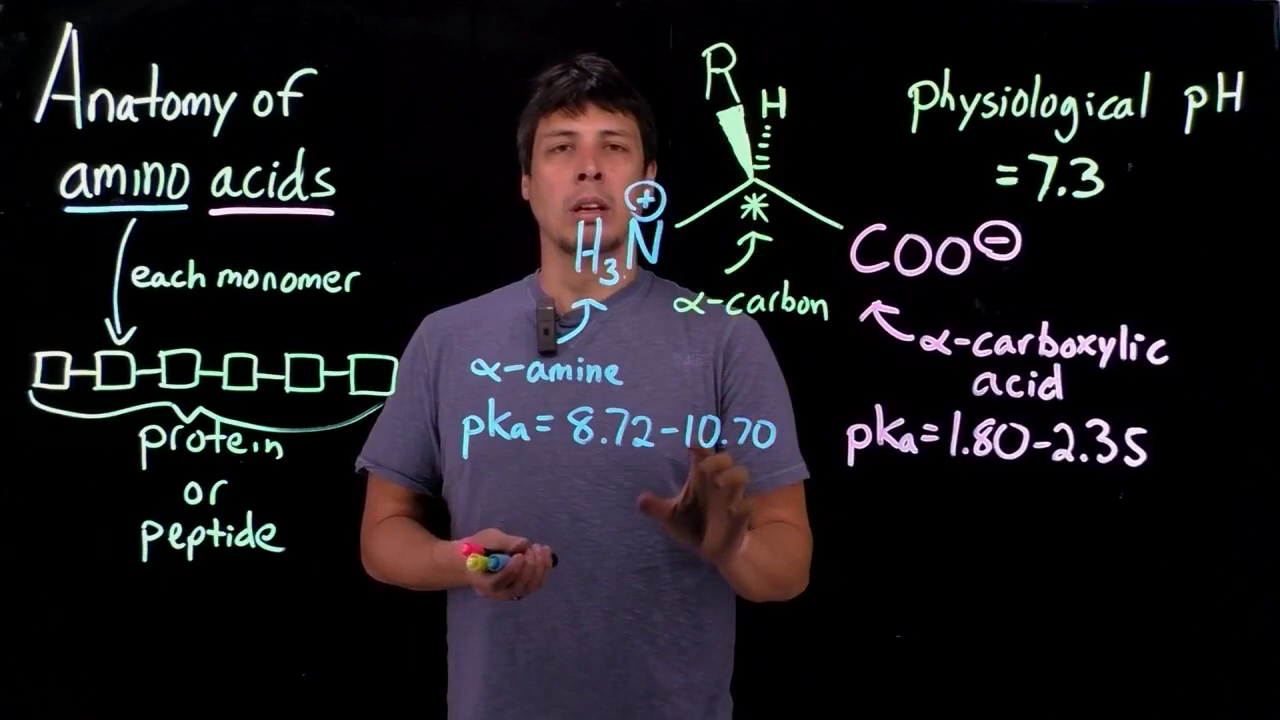 Anatomy of
amino acids
each monomer
protein
or
peptide
R
H
H₃N⊕
*
α-carbon
COO⊖
α-amine
pKa = 8.72-10.70
physiological pH
= 7.3
α-carboxylic
acid
pKa = 1.80-2.35